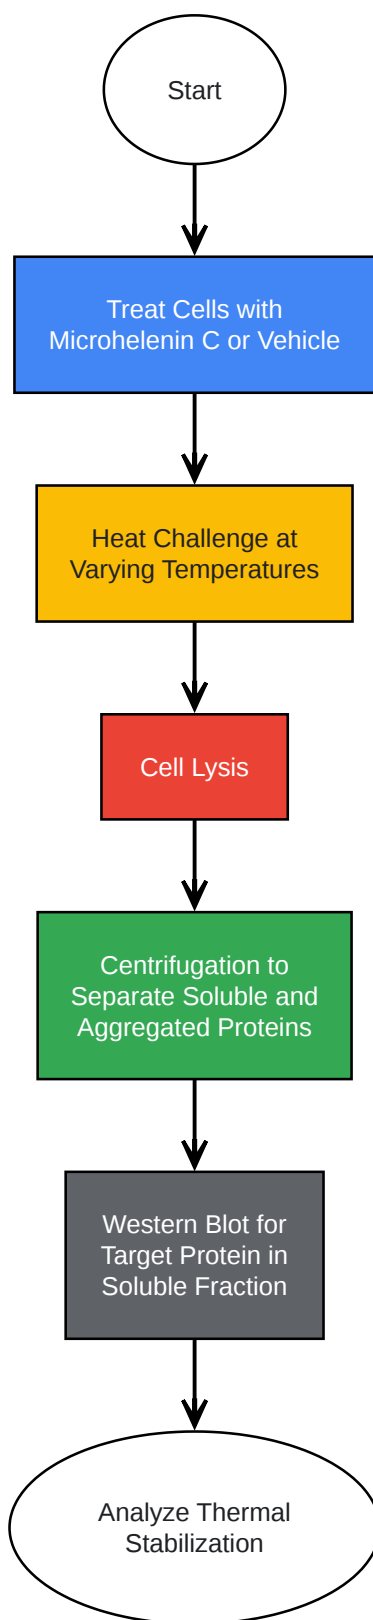 Start
Treat Cells with
Microhelenin C or Vehicle
Heat Challenge at
Varying Temperatures
Cell Lysis
Centrifugation to
Separate Soluble and
Aggregated Proteins
Western Blot for
Target Protein in
Soluble Fraction
Analyze Thermal
Stabilization